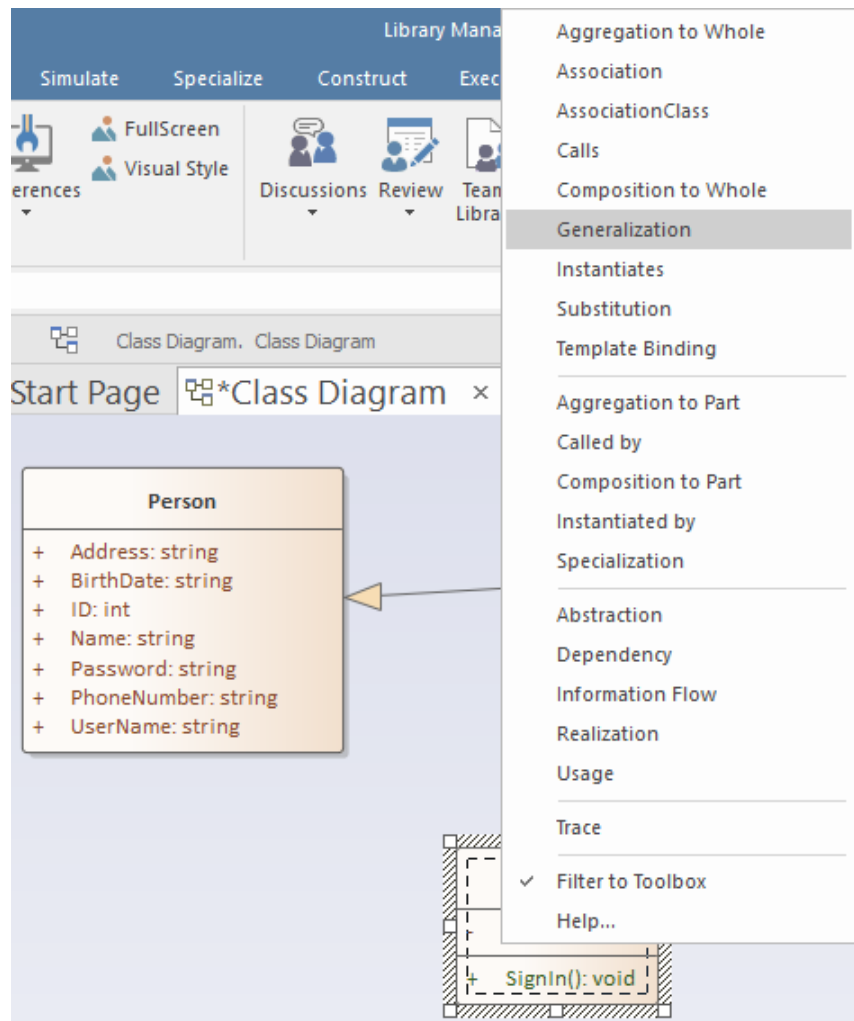 Library Mana
Simulate Specialize Construct Exec
FullScreen
Visual Style
erences
Discussions Review Team
Libra
Class Diagram. Class Diagram
Start Page *Class Diagram ×
Person
+ Address: string
+ BirthDate: string
+ ID: int
+ Name: string
+ Password: string
+ PhoneNumber: string
+ UserName: string
Aggregation to Whole
Association
AssociationClass
Calls
Composition to Whole
Generalization
Instantiates
Substitution
Template Binding
Aggregation to Part
Called by
Composition to Part
Instantiated by
Specialization
Abstraction
Dependency
Information Flow
Realization
Usage
Trace
Filter to Toolbox
Help...
+ SignIn(): void